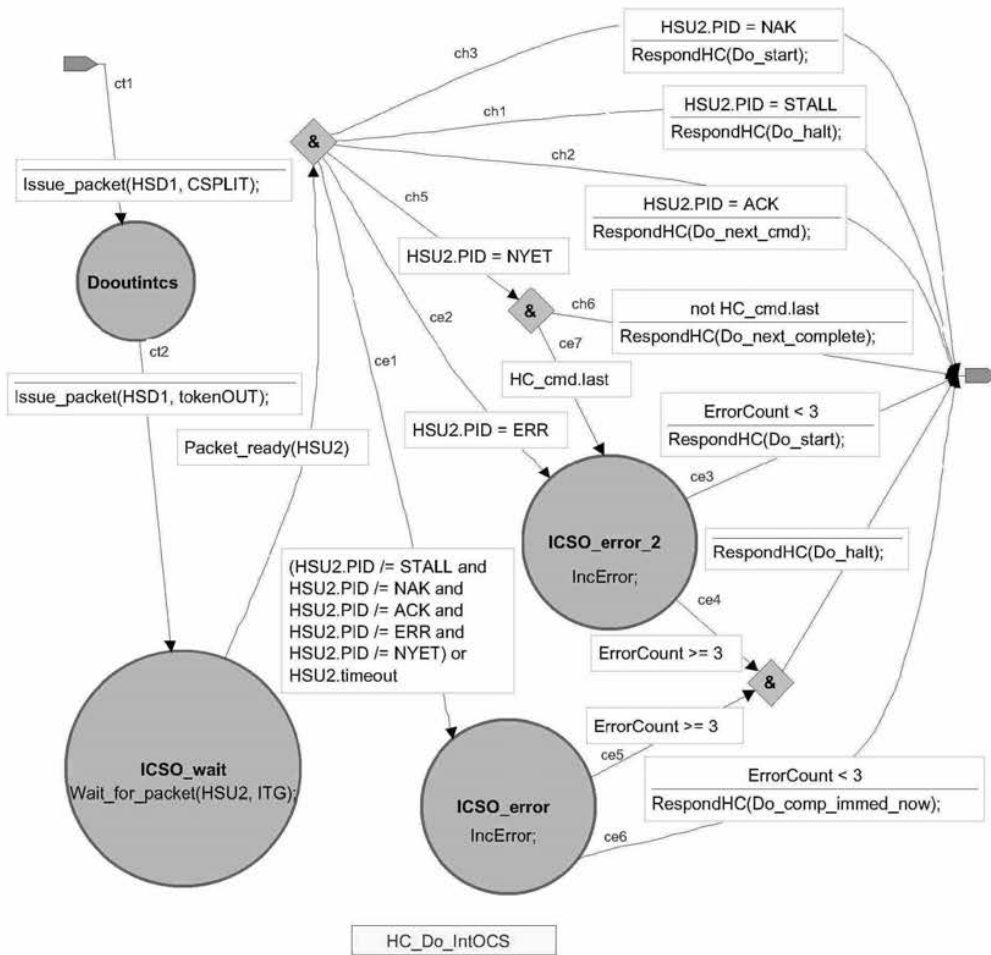 ct1
Issue_packet(HSD1, CSPLIT);
Dooutintcs
ct2
Issue_packet(HSD1, tokenOUT);
Packet_ready(HSU2)
ICSO_wait
Wait_for_packet(HSU2, ITG);
&
ch3
HSU2.PID = NAK
RespondHC(Do_start);
ch1
HSU2.PID = STALL
RespondHC(Do_halt);
ch2
HSU2.PID = ACK
RespondHC(Do_next_cmd);
ch5
HSU2.PID = NYET
&
ch6
not HC_cmd.last
RespondHC(Do_next_complete);
ce7
HC_cmd.last
ce2
HSU2.PID = ERR
ce1
(HSU2.PID /= STALL and
HSU2.PID /= NAK and
HSU2.PID /= ACK and
HSU2.PID /= ERR and
HSU2.PID /= NYET) or
HSU2.timeout
ICSO_error_2
IncError;
ce3
ErrorCount < 3
RespondHC(Do_start);
ce4
ErrorCount >= 3
&
RespondHC(Do_halt);
ICSO_error
IncError;
ce5
ErrorCount >= 3
ce6
ErrorCount < 3
RespondHC(Do_comp_immed_now);
HC_Do_IntOCS